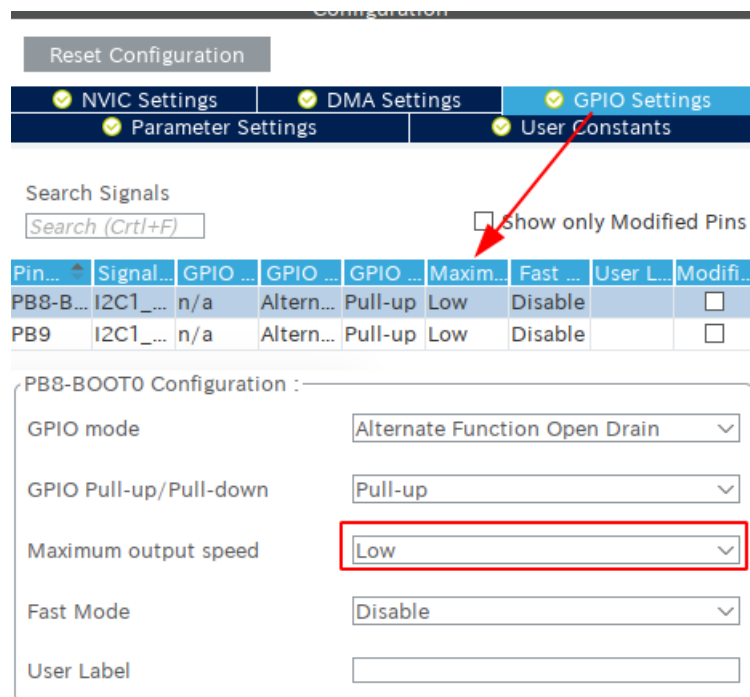 Configuration
Reset Configuration
NVIC Settings DMA Settings GPIO Settings
Parameter Settings User Constants
Search Signals
Search (Crtl+F) Show only Modified Pins
Pin... Signal... GPIO ... GPIO ... GPIO ... Maxim... Fast ... User L... Modifi...
PB8-B... I2C1_... n/a Altern... Pull-up Low Disable
PB9 I2C1_... n/a Altern... Pull-up Low Disable
PB8-BOOT0 Configuration :
GPIO mode Alternate Function Open Drain
GPIO Pull-up/Pull-down Pull-up
Maximum output speed Low
Fast Mode Disable
User Label